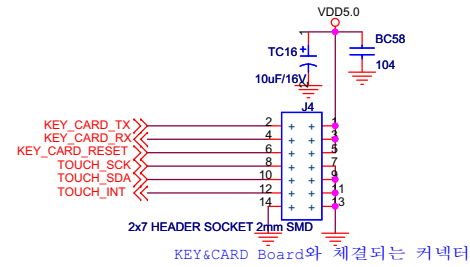 VDD5.0
1
TC16
+
BC58
104
10uF/16V
2
J4
KEY_CARD_TX 2 1
KEY_CARD_RX 4 3
KEY_CARD_RESET 6 5
TOUCH_SCK 8 7
TOUCH_SDA 10 9
TOUCH_INT 12 11
14 13
2x7 HEADER SOCKET 2mm SMD
KEY&CARD Board와 체결되는 커넥터